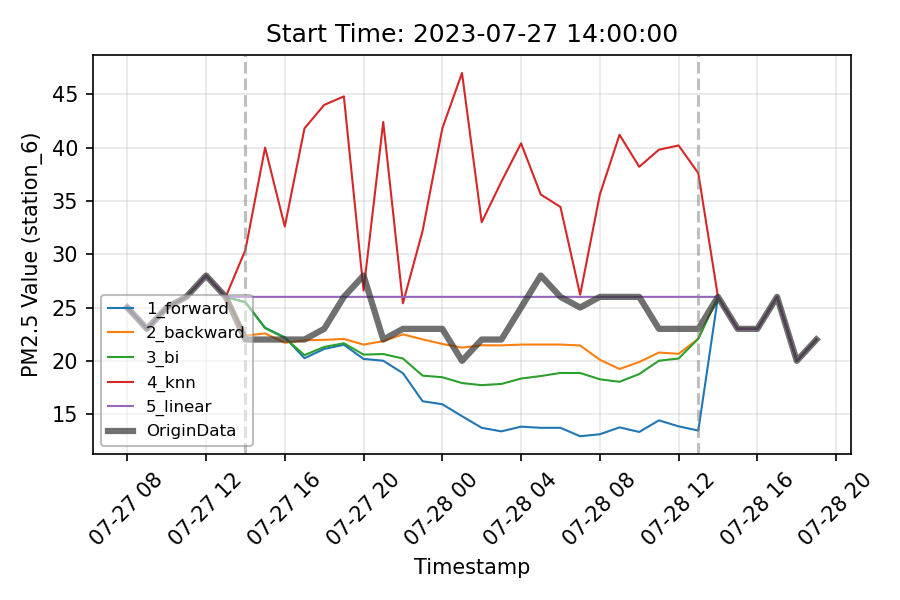 Start Time: 2023-07-27 14:00:00
PM2.5 Value (station_6)
45
40
35
30
25
20
15
1_forward
2_backward
3_bi
4_knn
5_linear
OriginData
07-27 08
07-27 12
07-27 16
07-27 20
07-28 00
07-28 04
07-28 08
07-28 12
07-28 16
07-28 20
Timestamp